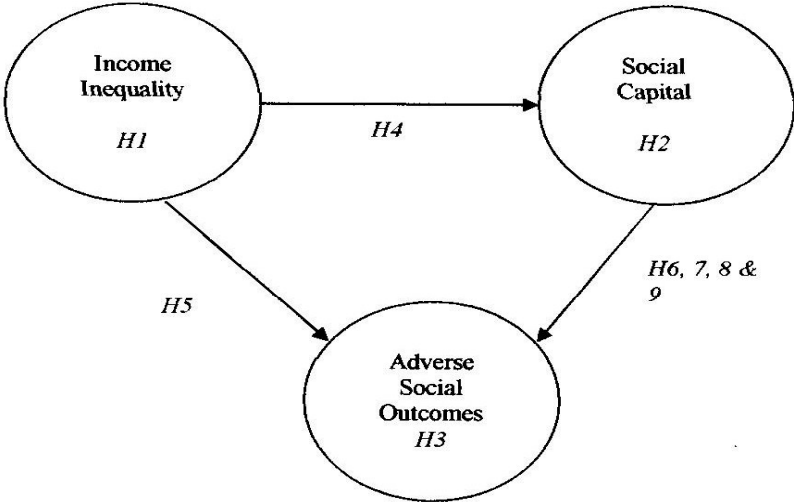 Income
Inequality
H1
Social
Capital
H2
H4
H5
H6, 7, 8 &
9
Adverse
Social
Outcomes
H3